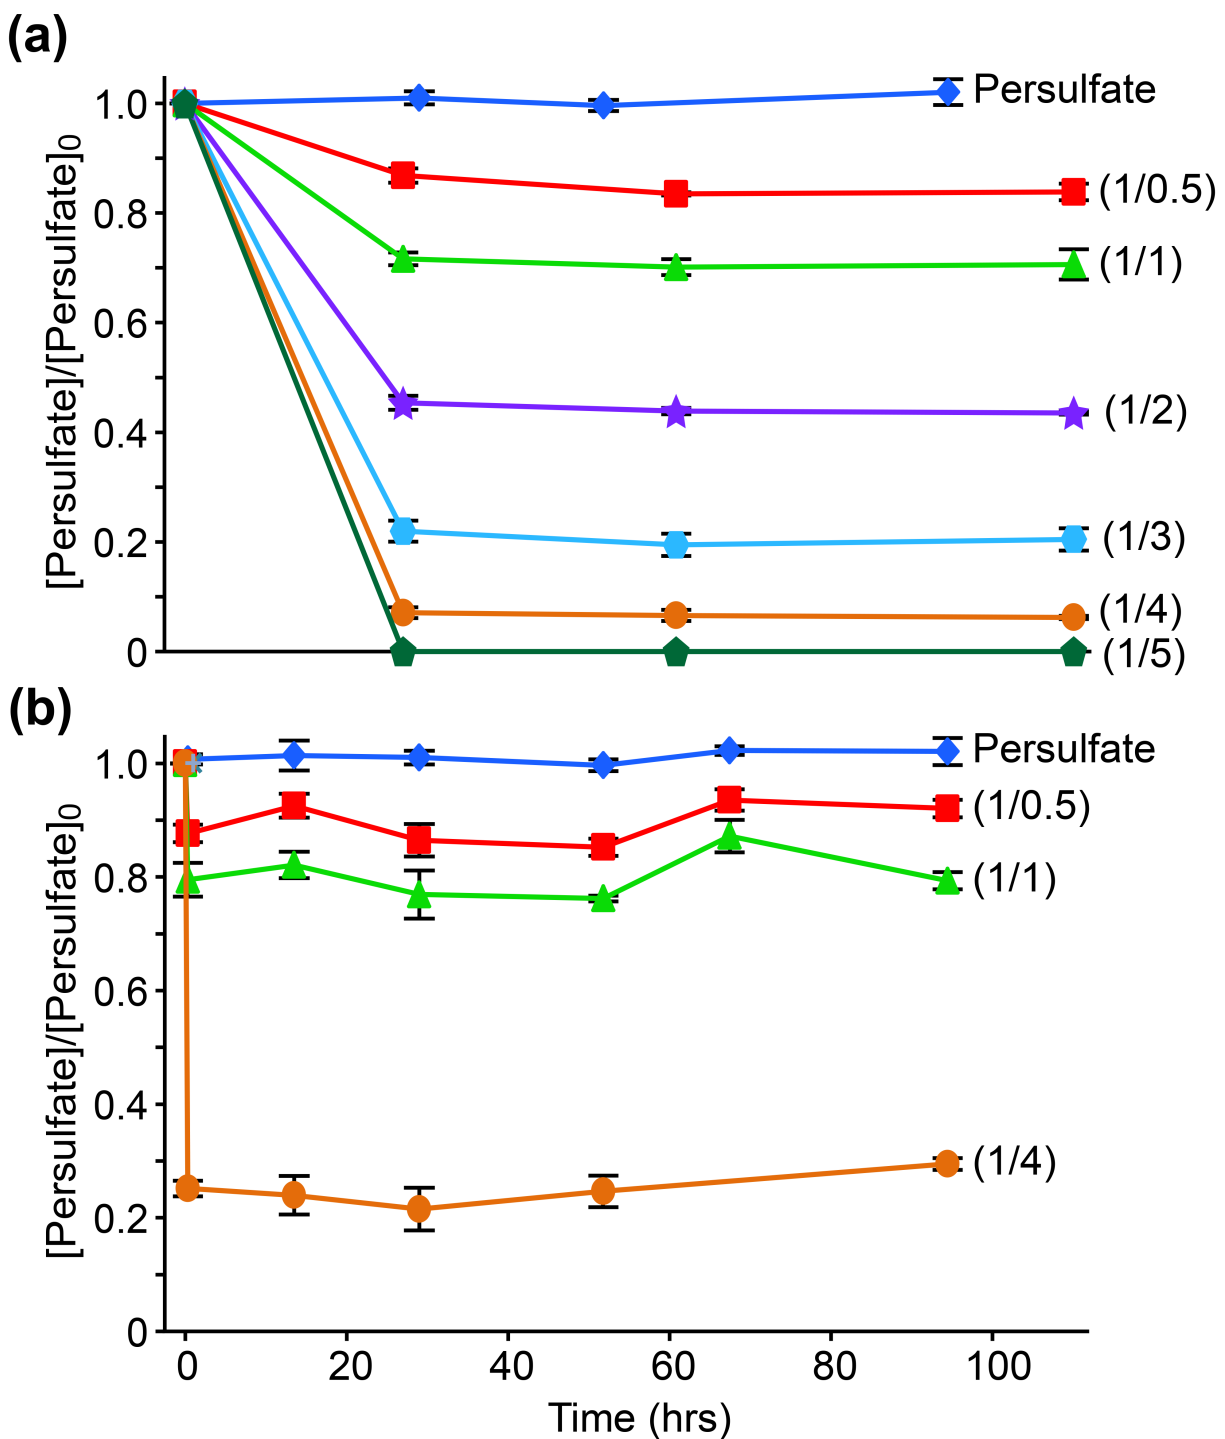 (a)
[Persulfate]/[Persulfate]0
1.0
0.8
0.6
0.4
0.2
0
Persulfate
(1/0.5)
(1/1)
(1/2)
(1/3)
(1/4)
(1/5)
(b)
[Persulfate]/[Persulfate]0
1.0
0.8
0.6
0.4
0.2
0
Persulfate
(1/0.5)
(1/1)
(1/4)
0 20 40 60 80 100
Time (hrs)